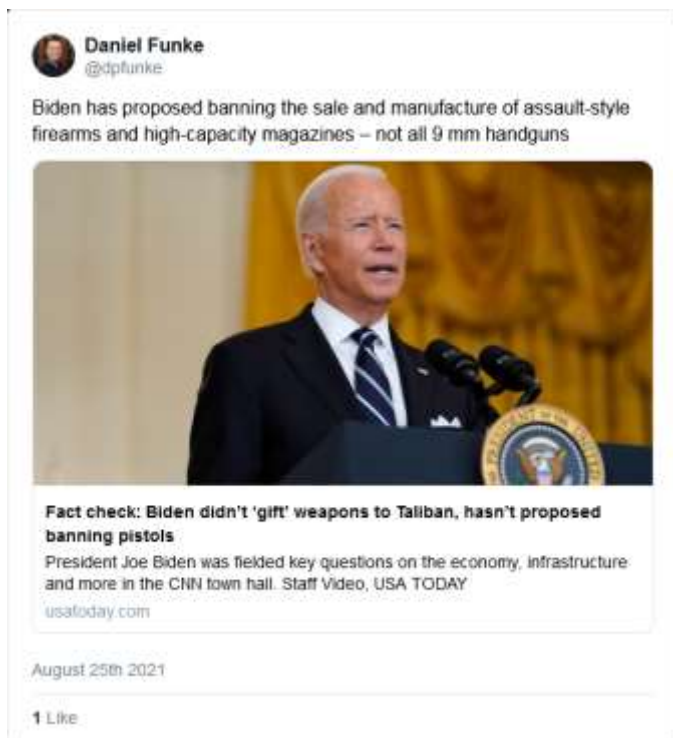 Daniel Funke
@dpfunke
Biden has proposed banning the sale and manufacture of assault-style
firearms and high-capacity magazines – not all 9 mm handguns
Fact check: Biden didn't ‘gift’ weapons to Taliban, hasn't proposed
banning pistols
President Joe Biden was fielded key questions on the economy, infrastructure
and more in the CNN town hall. Staff Video, USA TODAY
usatoday.com
August 25th 2021
1 Like